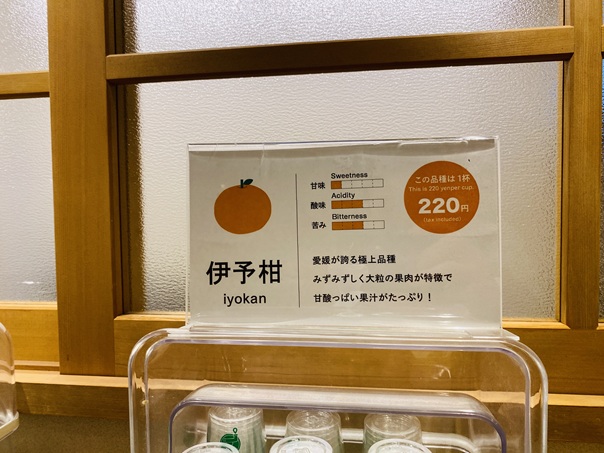 伊予柑
iyokan
Sweetness
甘味
Acidity
酸味
Bitterness
苦み
この品種は1杯
This is 220 yenper cup.
220円
(tax included)
愛媛が誇る極上品種
みずみずしく大粒の果肉が特徴で
甘酸っぱい果汁がたっぷり！